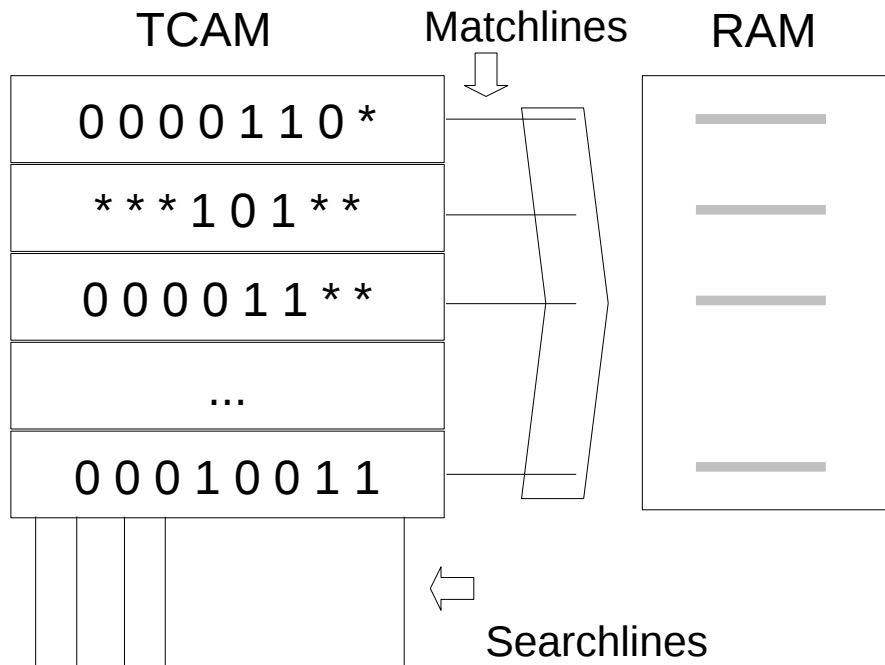 TCAM
Matchlines
RAM
0 0 0 0 1 1 0 *
* * * 1 0 1 * *
0 0 0 0 1 1 * *
...
0 0 0 1 0 0 1 1
Searchlines